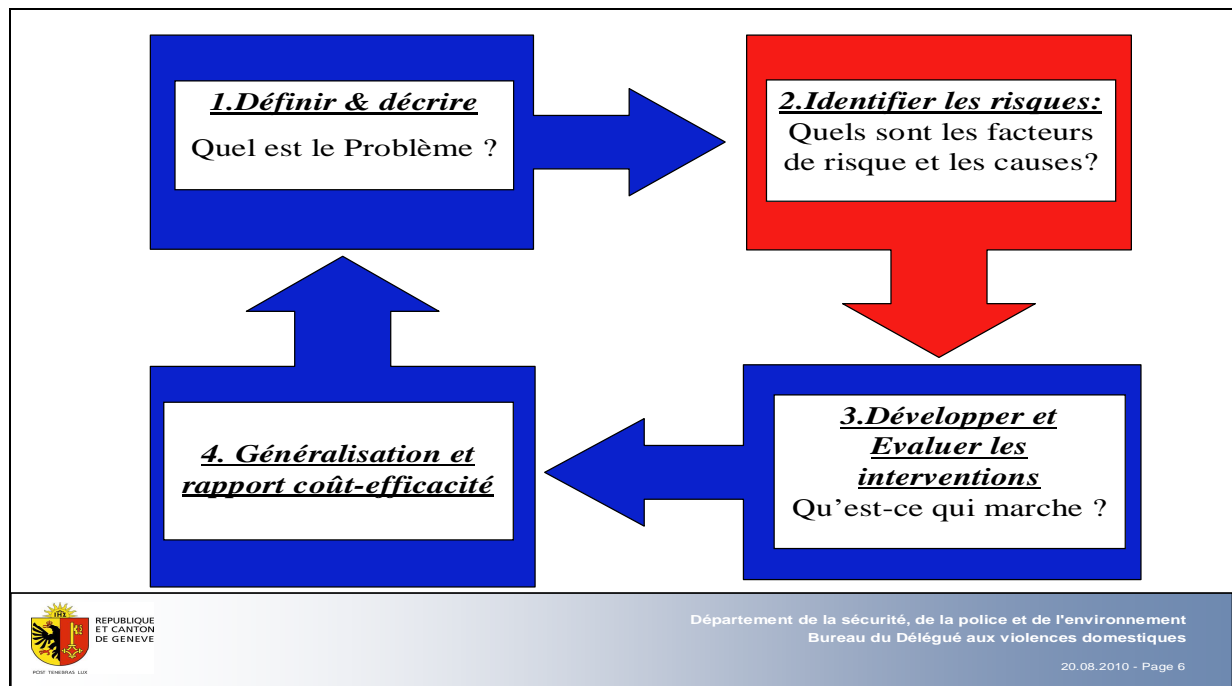 1.Définir & décrire
Quel est le Problème ?
2.Identifier les risques:
Quels sont les facteurs
de risque et les causes?
3.Développer et
Evaluer les
interventions
Qu’est-ce qui marche ?
4. Généralisation et
rapport coût-efficacité
REPUBLIQUE
ET CANTON
DE GENEVE
POST TENEBRAS LUX
Département de la sécurité, de la police et de l'environnement
Bureau du Délégué aux violences domestiques
20.08.2010 - Page 6